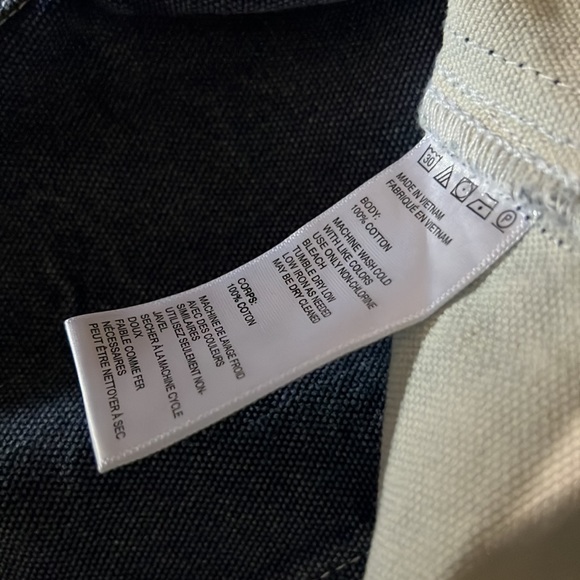 30
P
MADE IN VIETNAM
FABRIQUÉ EN VIETNAM
BODY:
100% COTTON
MACHINE WASH COLD
WITH LIKE COLORS
USE ONLY NON-CHLORINE
BLEACH
TUMBLE DRY LOW
LOW IRON AS NEEDED
MAY BE DRY CLEANED
CORPS:
100% COTON
MACHINE DE LAVAGE FROID
AVEC DES COULEURS
SIMILAIRES
UTILISEZ SEULEMENT NON-
JAVEL
SECHER À LA MACHINE CYCLE
DOUX
FAIBLE COMME FER
NÉCESSAIRES
PEUT ÊTRE NETTOYER À SEC